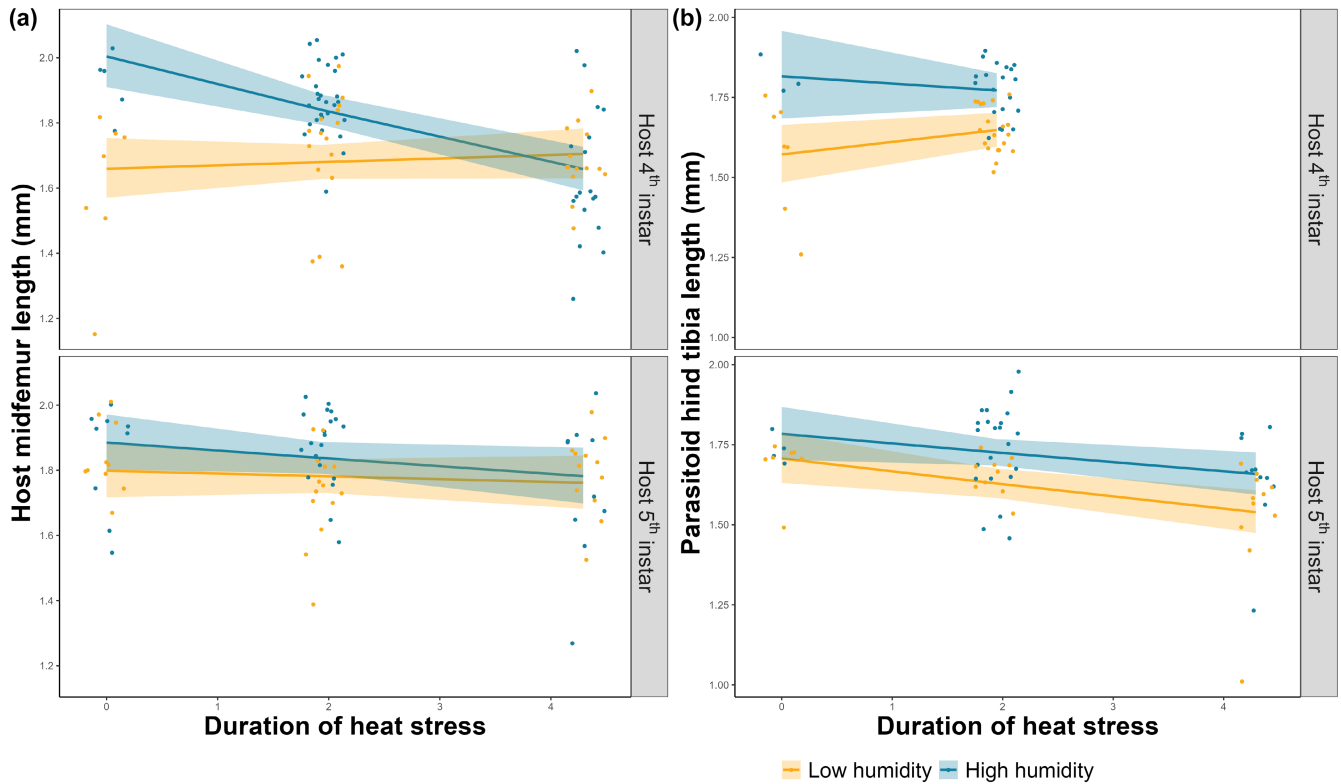 (a)
Host midfemur length (mm)
2.0
1.8
1.6
1.4
1.2
Host 4th instar
2.0
1.8
1.6
1.4
1.2
Host 5th instar
0 1 2 3 4
Duration of heat stress
(b)
Parasitoid hind tibia length (mm)
2.00
1.75
1.50
1.25
1.00
Host 4th instar
2.00
1.75
1.50
1.25
1.00
Host 5th instar
0 1 2 3 4
Duration of heat stress
Low humidity High humidity